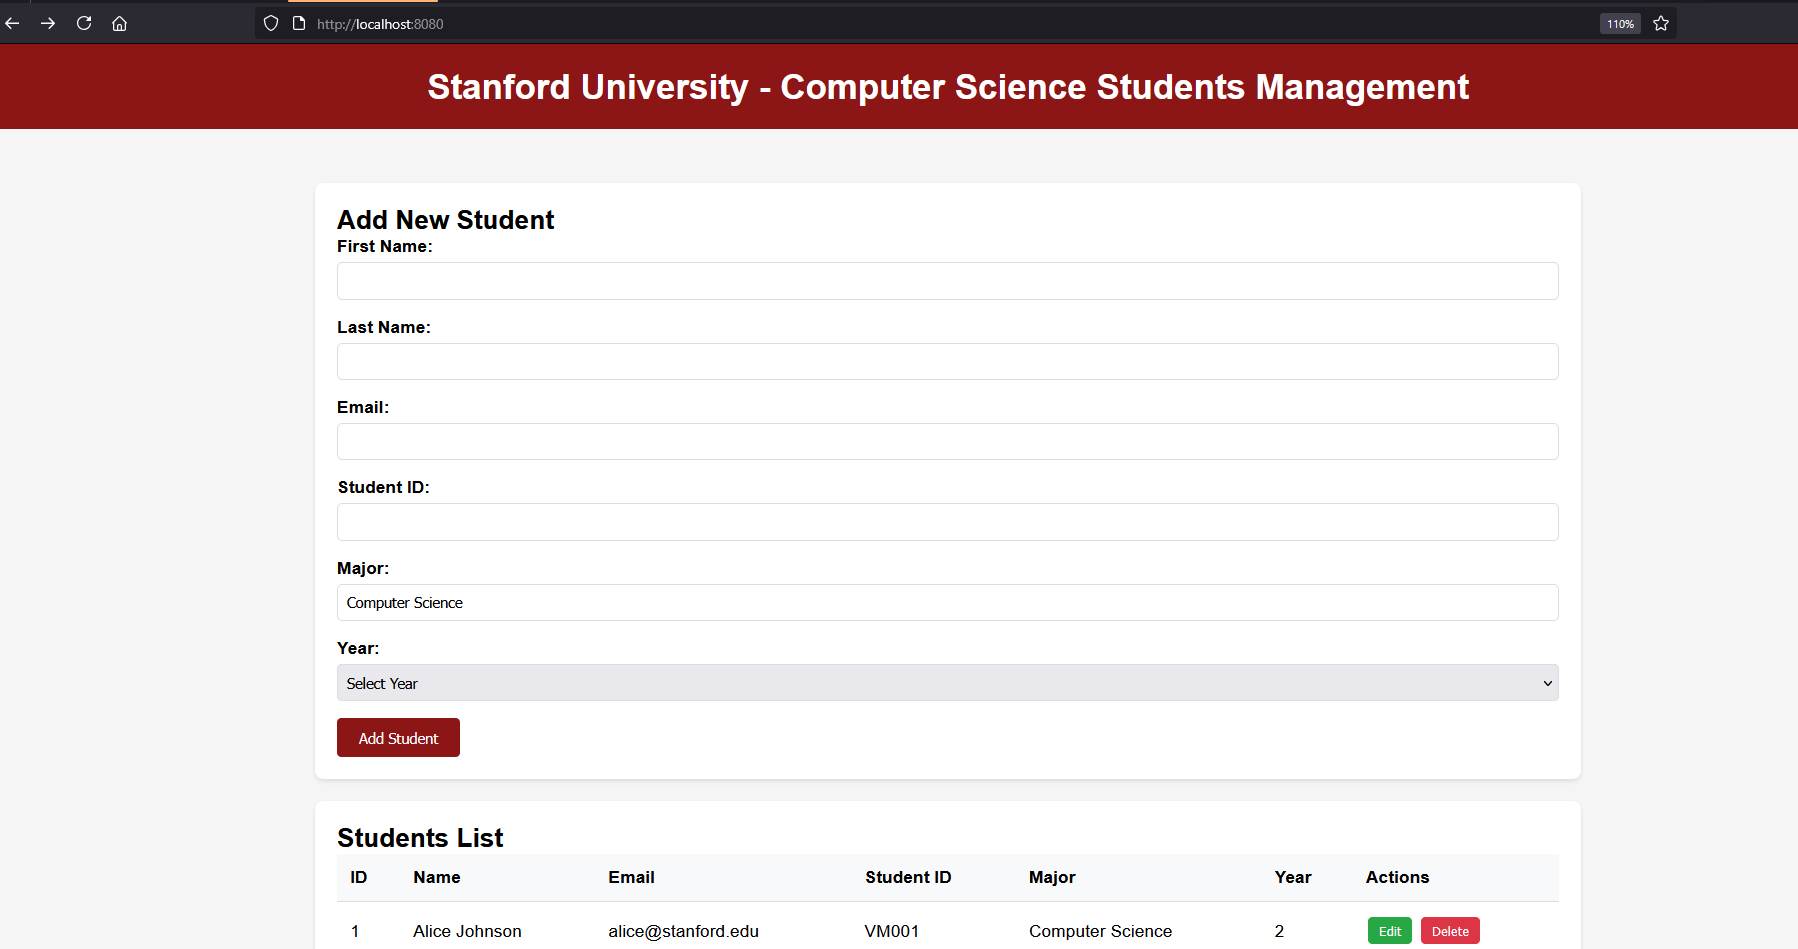 http://localhost:8080
110%
Stanford University - Computer Science Students Management
Add New Student
First Name:
Last Name:
Email:
Student ID:
Major:
Computer Science
Year:
Select Year
Add Student
Students List
ID Name Email Student ID Major Year Actions
1 Alice Johnson alice@stanford.edu VM001 Computer Science 2 Edit Delete